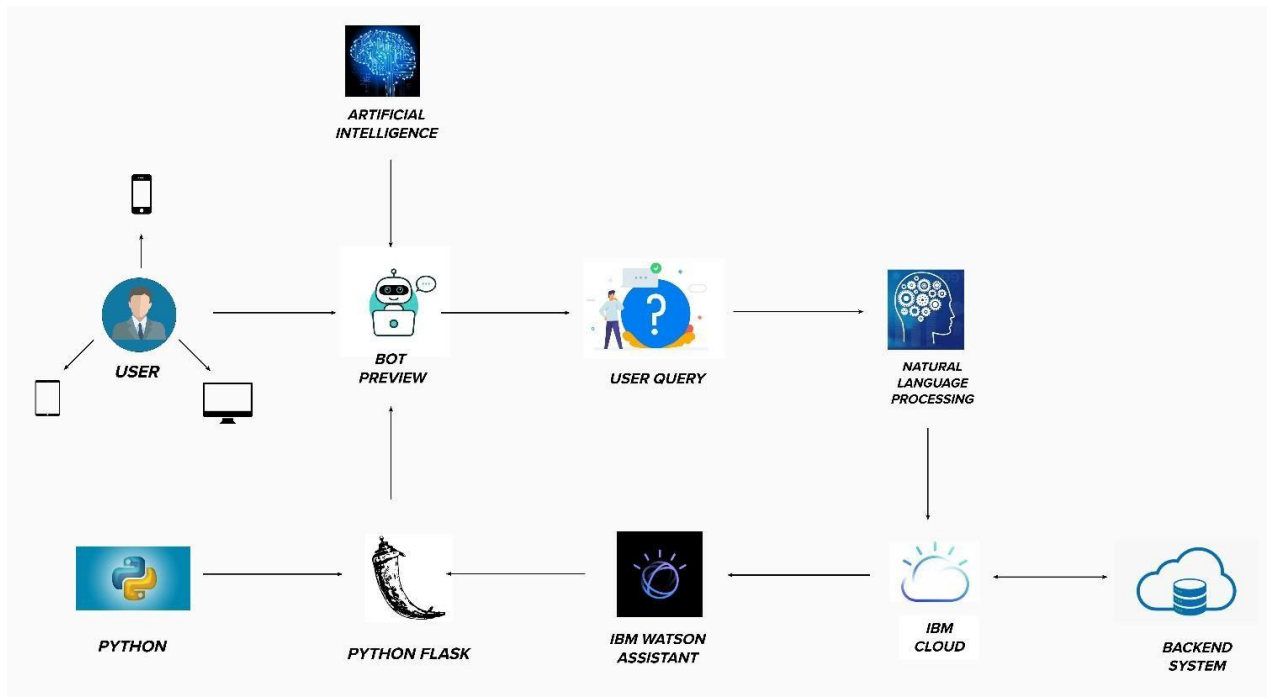 ARTIFICIAL
INTELLIGENCE
USER
BOT
PREVIEW
USER QUERY
NATURAL
LANGUAGE
PROCESSING
PYTHON
PYTHON FLASK
IBM WATSON
ASSISTANT
IBM
CLOUD
BACKEND
SYSTEM